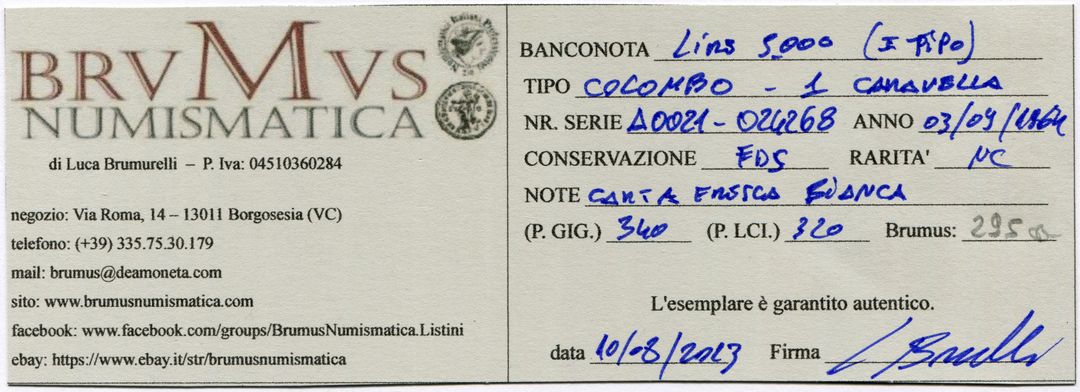 BRVMVS
NUMISMATICA
di Luca Brumurelli – P. Iva: 04510360284
negozio: Via Roma, 14 – 13011 Borgosesia (VC)
telefono: (+39) 335.75.30.179
mail: brumus@deamoneta.com
sito: www.brumusnumismatica.com
facebook: www.facebook.com/groups/BrumusNumismatica.Listini
ebay: https://www.ebay.it/str/brumusnumismatica
BANCONOTA Lire 5.000 (I TIPO)
TIPO COLOMBO - 1 CARAVELLA
NR. SERIE A0021-024268 ANNO 03/09/1964
CONSERVAZIONE FDS RARITA' NC
NOTE CARTA FRESCA BIANCA
(P. GIG.) 340 (P. LCI.) 320 Brumus: 295
L'esemplare è garantito autentico.
data 10/08/2023 Firma